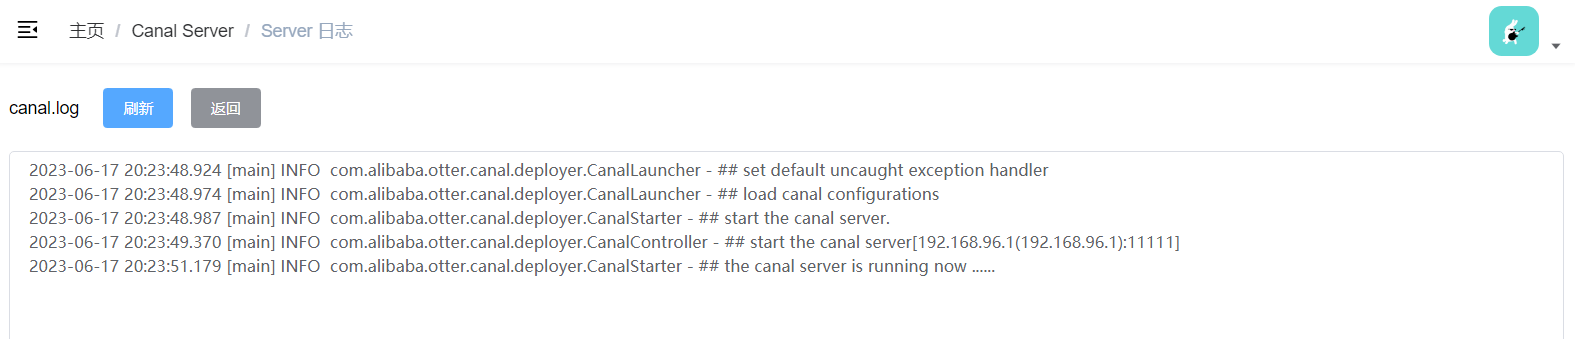 主页 / Canal Server / Server 日志
canal.log 刷新 返回
2023-06-17 20:23:48.924 [main] INFO  com.alibaba.otter.canal.deployer.CanalLauncher - ## set default uncaught exception handler
2023-06-17 20:23:48.974 [main] INFO  com.alibaba.otter.canal.deployer.CanalLauncher - ## load canal configurations
2023-06-17 20:23:48.987 [main] INFO  com.alibaba.otter.canal.deployer.CanalStarter - ## start the canal server.
2023-06-17 20:23:49.370 [main] INFO  com.alibaba.otter.canal.deployer.CanalController - ## start the canal server[192.168.96.1(192.168.96.1):11111]
2023-06-17 20:23:51.179 [main] INFO  com.alibaba.otter.canal.deployer.CanalStarter - ## the canal server is running now ......